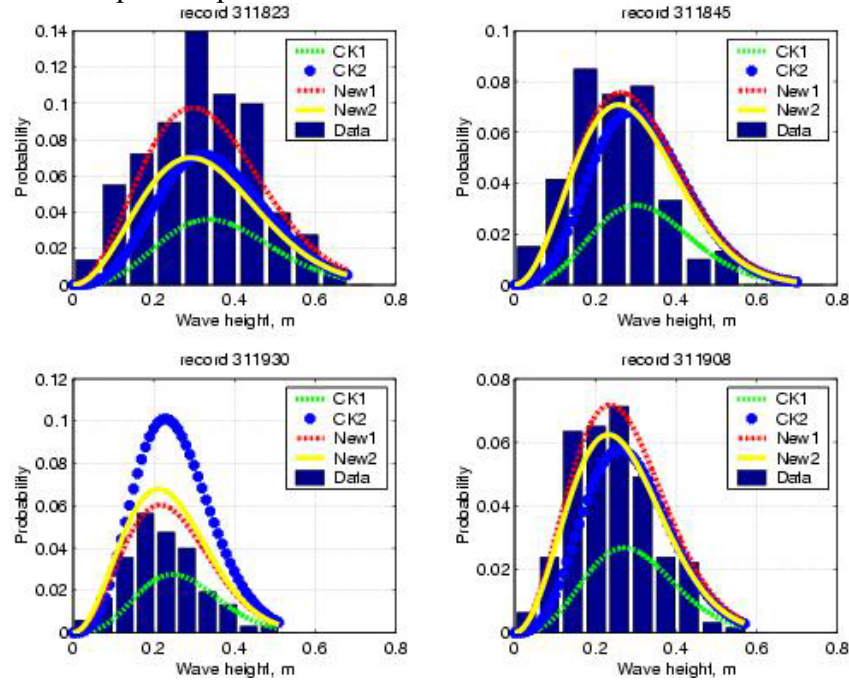 record 311823
0.14
0.12
0.1
0.08
0.06
0.04
0.02
0
Probability
CK1
CK2
New1
New2
Data
0 0.2 0.4 0.6 0.8
Wave height, m
record 311845
0.1
0.08
0.06
0.04
0.02
0
Probability
CK1
CK2
New1
New2
Data
0 0.2 0.4 0.6 0.8
Wave height, m
record 311930
0.12
0.1
0.08
0.06
0.04
0.02
0
Probability
CK1
CK2
New1
New2
Data
0 0.2 0.4 0.6 0.8
Wave height, m
record 311908
0.08
0.06
0.04
0.02
0
Probability
CK1
CK2
New1
New2
Data
0 0.2 0.4 0.6 0.8
Wave height, m